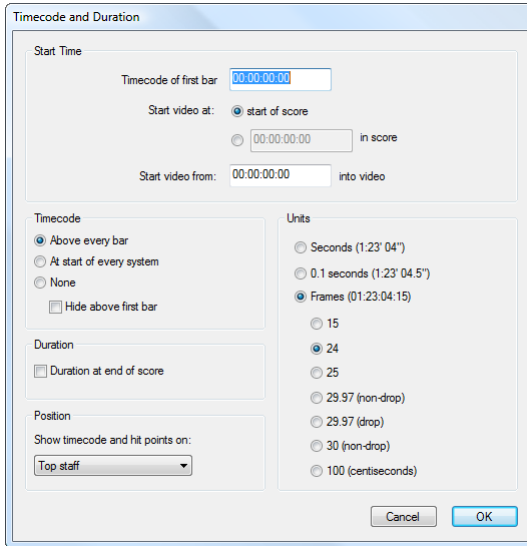 Timecode and Duration
Start Time
Timecode of first bar 00:00:00:00
Start video at: start of score
00:00:00:00 in score
Start video from: 00:00:00:00 into video
Timecode
Above every bar
At start of every system
None
Hide above first bar
Duration
Duration at end of score
Position
Show timecode and hit points on:
Top staff
Units
Seconds (1:23' 04")
0.1 seconds (1:23' 04.5")
Frames (01:23:04:15)
15
24
25
29.97 (non-drop)
29.97 (drop)
30 (non-drop)
100 (centiseconds)
Cancel OK